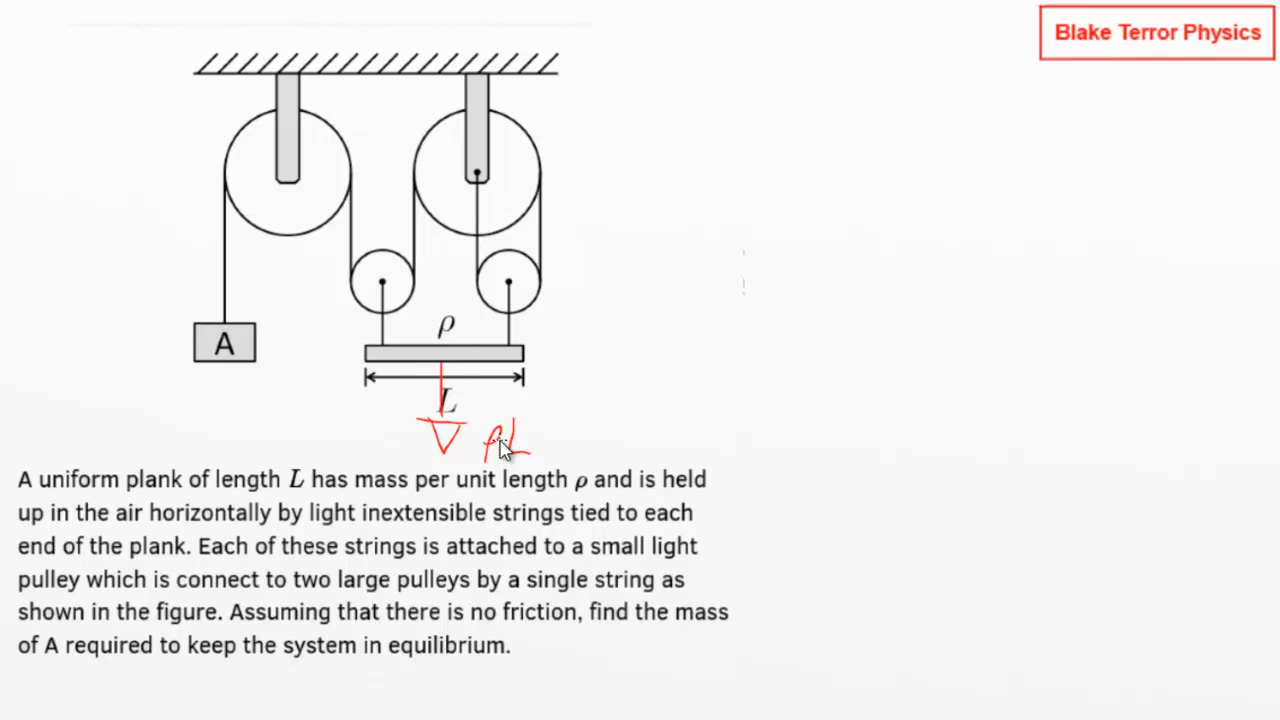 Blake Terror Physics
A
ρ
L
ρL
A uniform plank of length L has mass per unit length ρ and is held
up in the air horizontally by light inextensible strings tied to each
end of the plank. Each of these strings is attached to a small light
pulley which is connect to two large pulleys by a single string as
shown in the figure. Assuming that there is no friction, find the mass
of A required to keep the system in equilibrium.